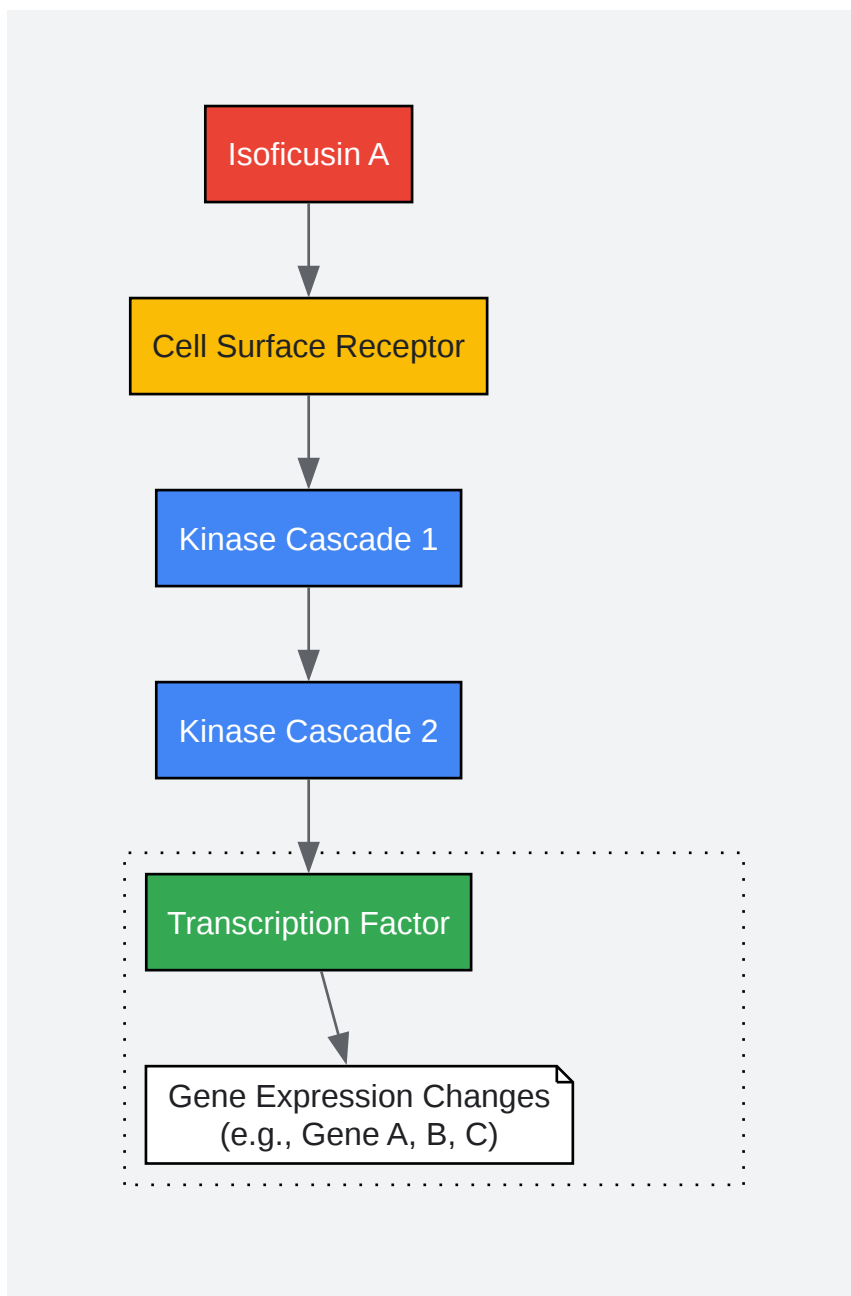 Isoficusin A
Cell Surface Receptor
Kinase Cascade 1
Kinase Cascade 2
Transcription Factor
Gene Expression Changes
(e.g., Gene A, B, C)